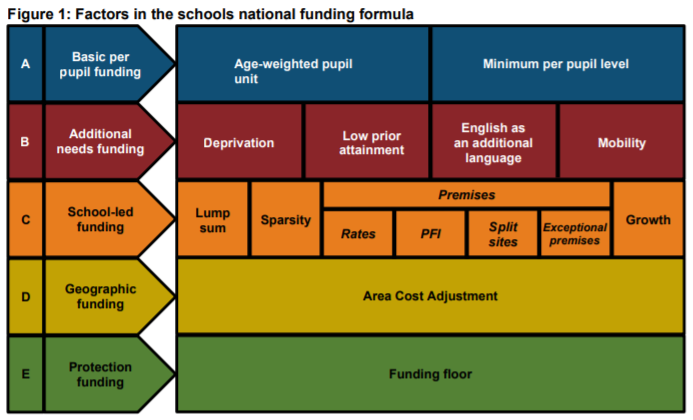 Figure 1: Factors in the schools national funding formula
A
Basic per
pupil funding
Age-weighted pupil
unit
Minimum per pupil level
B
Additional
needs funding
Deprivation
Low prior
attainment
English as
an additional
language
Mobility
C
School-led
funding
Lump
sum
Sparsity
Premises
Rates
PFI
Split
sites
Exceptional
premises
Growth
D
Geographic
funding
Area Cost Adjustment
E
Protection
funding
Funding floor